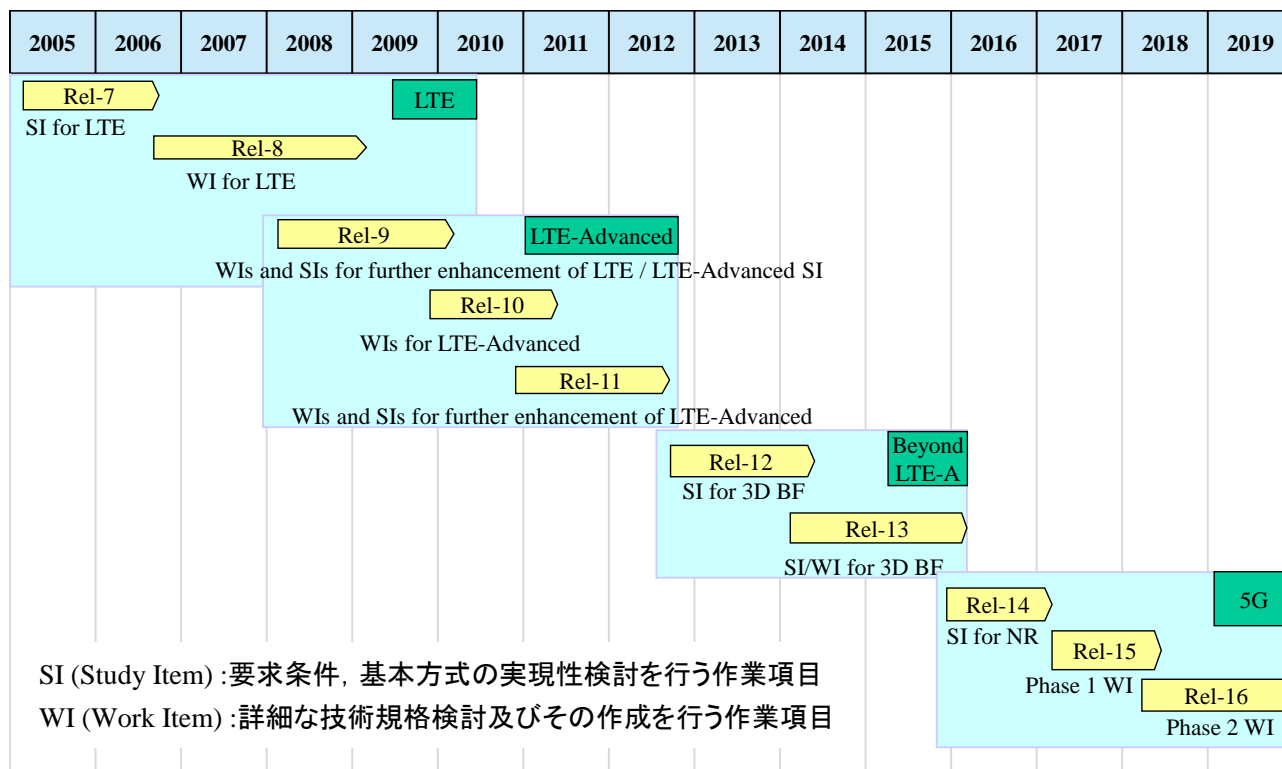 2005 2006 2007 2008 2009 2010 2011 2012 2013 2014 2015 2016 2017 2018 2019
Rel-7
LTE
SI for LTE
Rel-8
WI for LTE
Rel-9
LTE-Advanced
WIs and SIs for further enhancement of LTE / LTE-Advanced SI
Rel-10
WIs for LTE-Advanced
Rel-11
WIs and SIs for further enhancement of LTE-Advanced
Rel-12
Beyond
LTE-A
SI for 3D BF
Rel-13
SI/WI for 3D BF
Rel-14
5G
SI for NR
Rel-15
Phase 1 WI
Rel-16
Phase 2 WI
SI (Study Item) :要求条件, 基本方式の実現性検討を行う作業項目
WI (Work Item) :詳細な技術規格検討及びその作成を行う作業項目